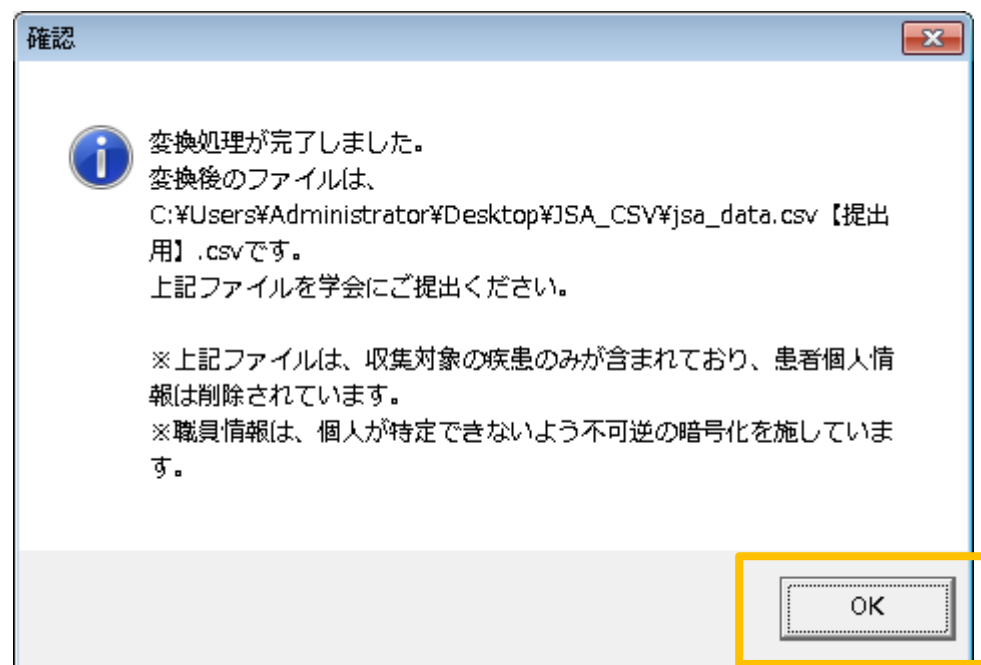 確認
変換処理が完了しました。
変換後のファイルは、
C:¥Users¥Administrator¥Desktop¥JSA_CSV¥jsa_data.csv【提出
用】.csvです。
上記ファイルを学会にご提出ください。
※上記ファイルは、収集対象の疾患のみが含まれており、患者個人情
報は削除されています。
※職員情報は、個人が特定できないよう不可逆の暗号化を施していま
す。
OK